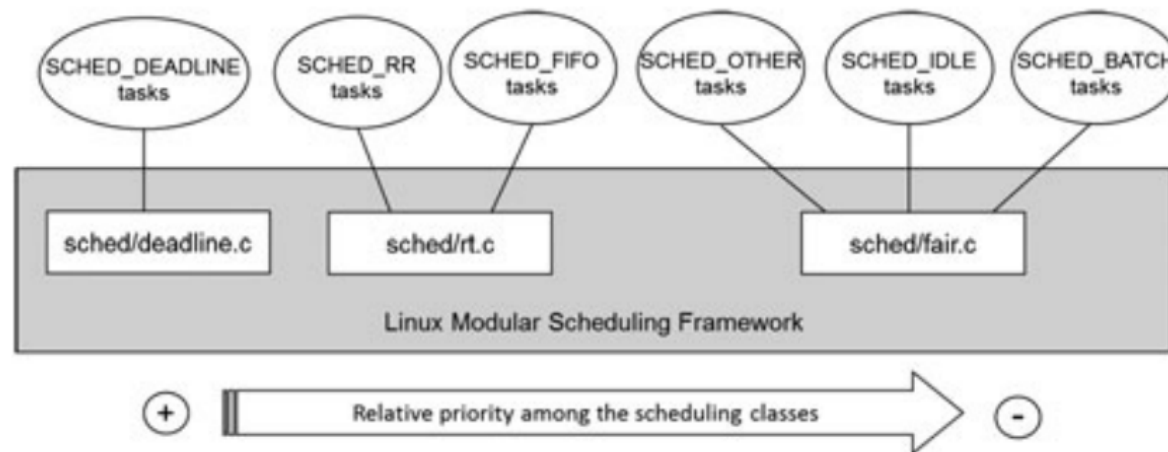 SCHED_DEADLINE
tasks
SCHED_RR
tasks
SCHED_FIFO
tasks
SCHED_OTHER
tasks
SCHED_IDLE
tasks
SCHED_BATCH
tasks
sched/deadline.c
sched/rt.c
sched/fair.c
Linux Modular Scheduling Framework
+
Relative priority among the scheduling classes
-